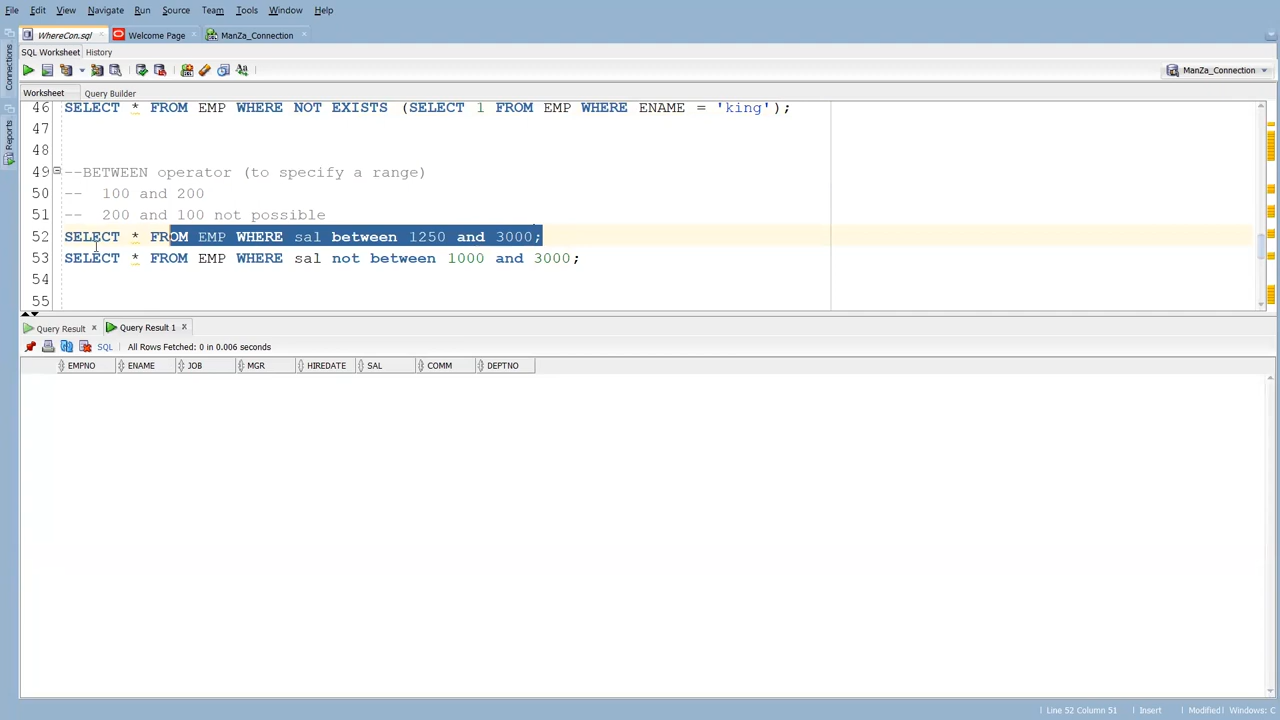 File Edit View Navigate Run Source Team Tools Window Help
WhereCon.sql Welcome Page ManZa_Connection
SQL Worksheet History
ManZa_Connection
Worksheet Query Builder
46 SELECT * FROM EMP WHERE NOT EXISTS (SELECT 1 FROM EMP WHERE ENAME = 'king');
47
48
49 --BETWEEN operator (to specify a range)
50 -- 100 and 200
51 -- 200 and 100 not possible
52 SELECT * FROM EMP WHERE sal between 1250 and 3000;
53 SELECT * FROM EMP WHERE sal not between 1000 and 3000;
54
55
Query Result Query Result 1
SQL All Rows Fetched: 0 in 0.006 seconds
EMPNO ENAME JOB MGR HIREDATE SAL COMM DEPTNO
Line 52 Column 51 Insert Modified Windows: C
Connections
Reports